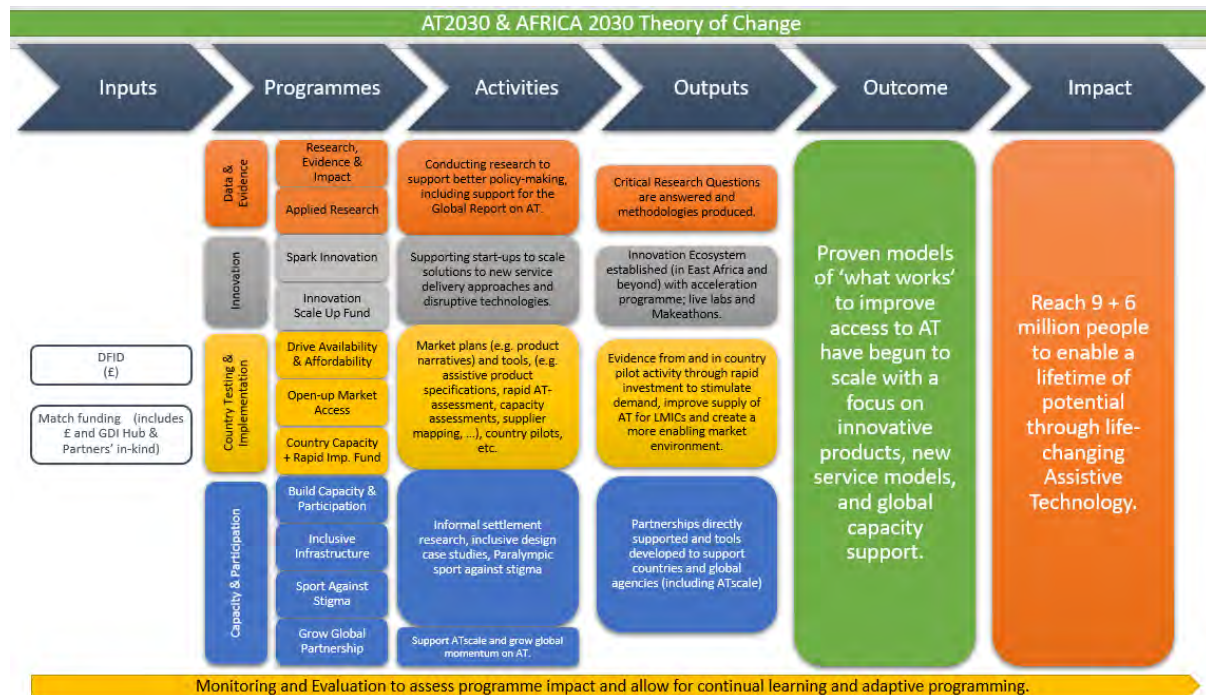 AT2030 & AFRICA 2030 Theory of Change
Inputs
Programmes
Activities
Outputs
Outcome
Impact
DFID
(£)
Match funding (includes
£ and GDI Hub &
Partners' in-kind)
Data &
Evidence
Research,
Evidence &
Impact
Applied Research
Conducting research to
support better policy-making,
including support for the
Global Report on AT.
Critical Research Questions
are answered and
methodologies produced.
Innovation
Spark Innovation
Innovation
Scale Up Fund
Supporting start-ups to scale
solutions to new service
delivery approaches and
disruptive technologies.
Innovation Ecosystem
established (in East Africa and
beyond) with acceleration
programme; live labs and
Makeathons.
Country Testing &
Implementation
Drive Availability
& Affordability
Open-up Market
Access
Country Capacity
+ Rapid Imp. Fund
Market plans (e.g. product
narratives) and tools, (e.g.
assistive product
specifications, rapid AT-
assessment, capacity
assessments, supplier
mapping, ...), country pilots,
etc.
Evidence from and in country
pilot activity through rapid
investment to stimulate
demand, improve supply of
AT for LMICs and create a
more enabling market
environment.
Capacity & Participation
Build Capacity &
Participation
Inclusive
Infrastructure
Sport Against
Stigma
Grow Global
Partnership
Informal settlement
research, inclusive design
case studies, Paralympic
sport against stigma
Support ATscale and grow global
momentum on AT.
Partnerships directly
supported and tools
developed to support
countries and global
agencies (including ATscale)
Proven models
of 'what works'
to improve
access to AT
have begun to
scale with a
focus on
innovative
products, new
service models,
and global
capacity
support.
Reach 9 + 6
million people
to enable a
lifetime of
potential
through life-
changing
Assistive
Technology.
Monitoring and Evaluation to assess programme impact and allow for continual learning and adaptive programming.